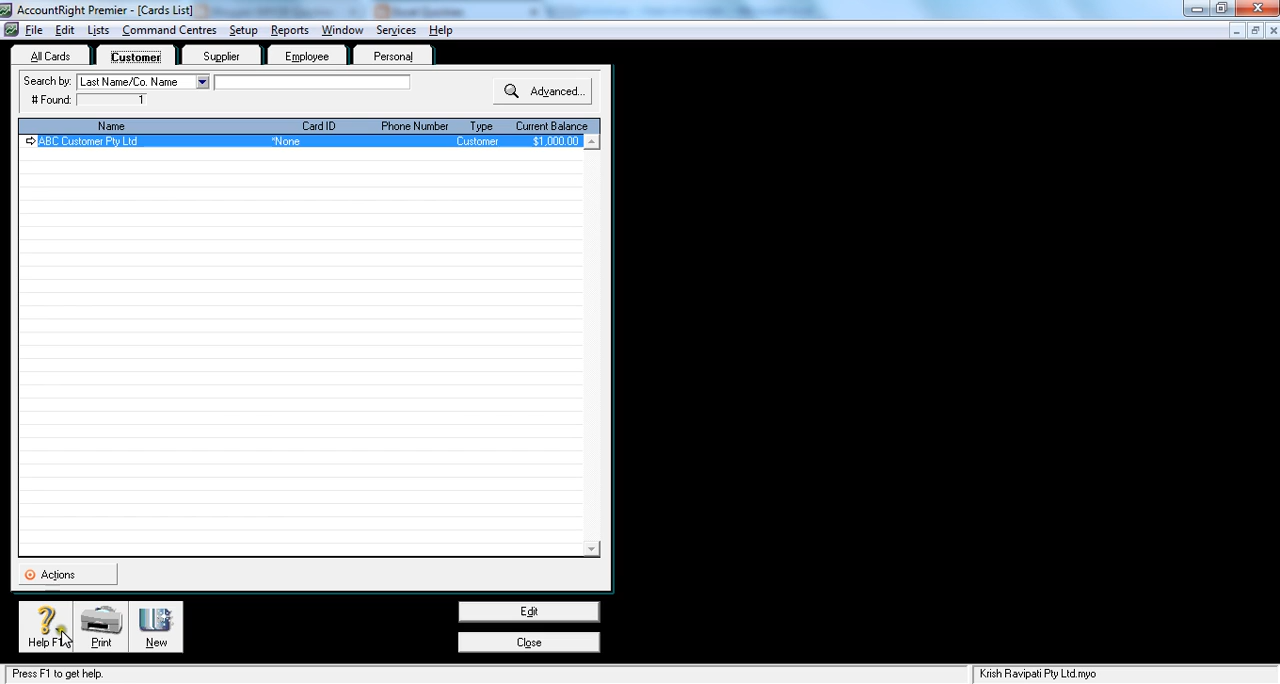 AccountRight Premier - [Cards List]
File Edit Lists Command Centres Setup Reports Window Services Help
All Cards Customer Supplier Employee Personal
Search by: Last Name/Co. Name
# Found: 1
Advanced...
Name Card ID Phone Number Type Current Balance
ABC Customer Pty Ltd *None Customer $1,000.00
Actions
Help F1 Print New
Edit
Close
Press F1 to get help. Krish Ravipati Pty Ltd.myo